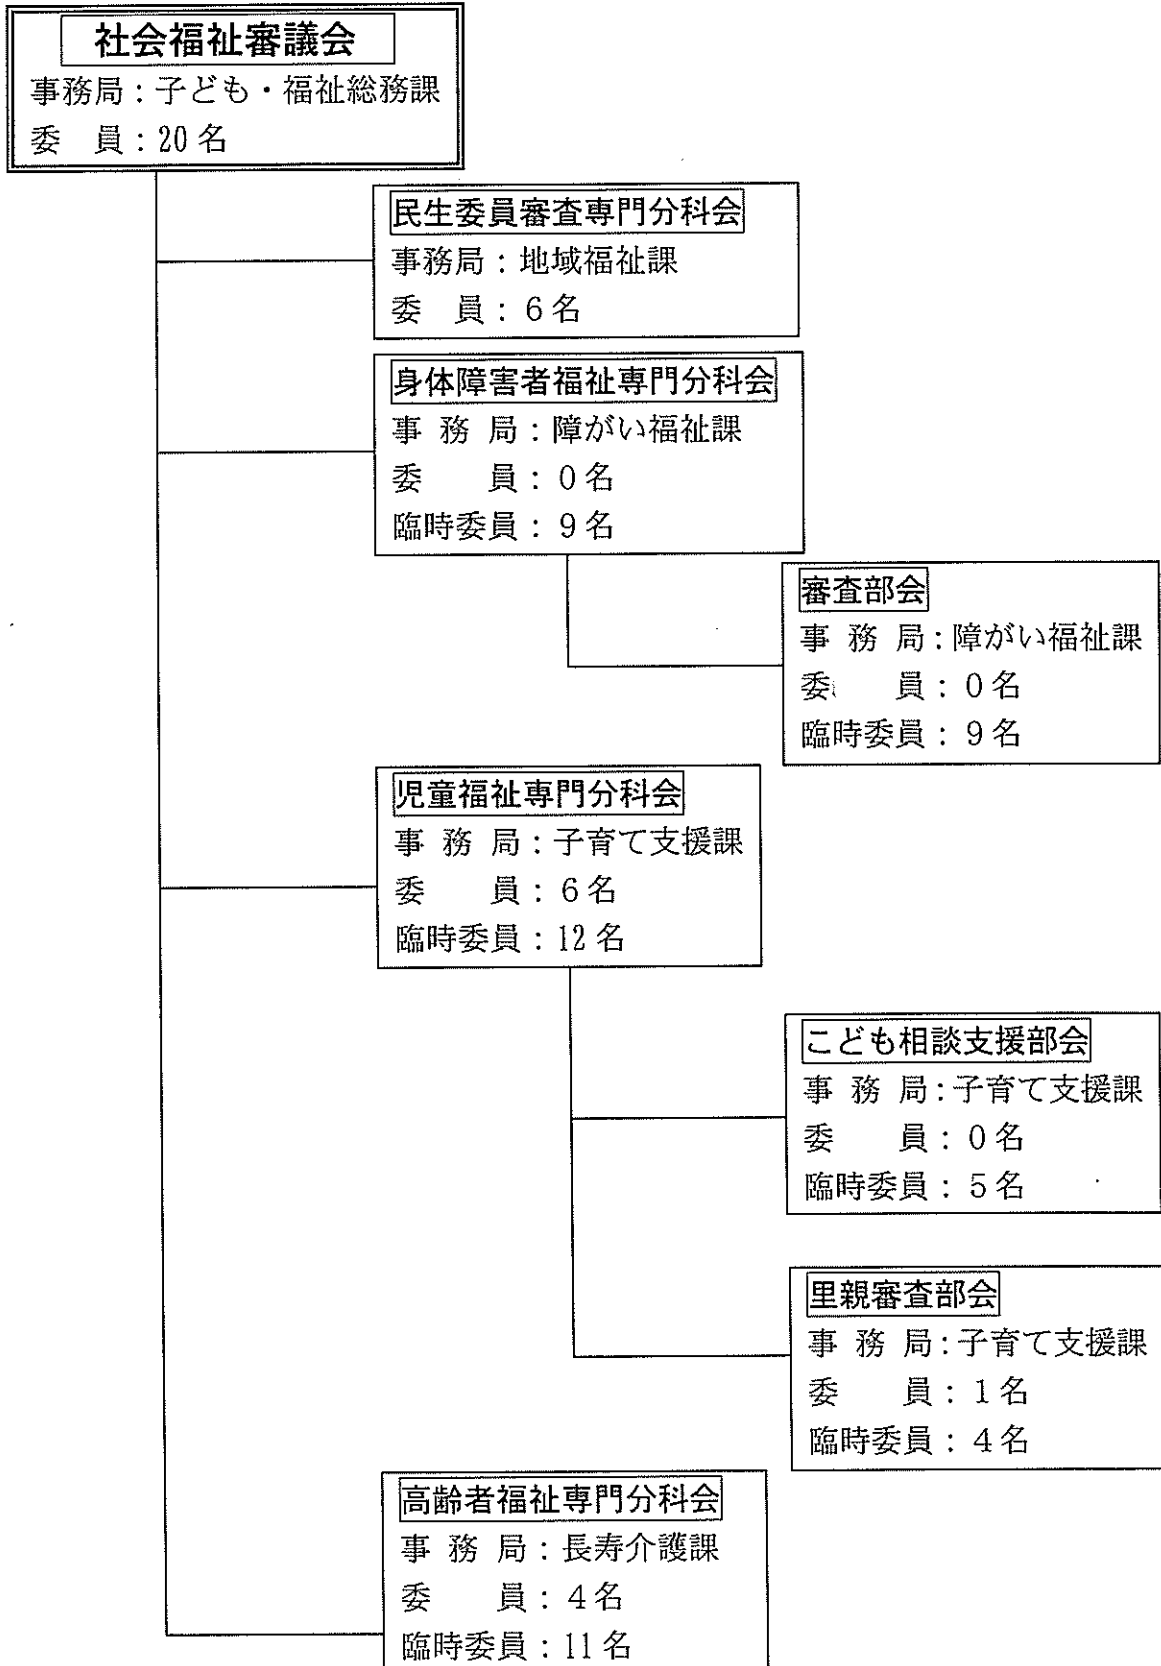 社会福祉審議会
事務局：子ども・福祉総務課
委　員：20名
民生委員審査専門分科会
事務局：地域福祉課
委　員：６名
身体障害者福祉専門分科会
事 務 局：障がい福祉課
委　　員：０名
臨時委員：９名
審査部会
事 務 局：障がい福祉課
委　　員：０名
臨時委員：９名
児童福祉専門分科会
事 務 局：子育て支援課
委　　員：６名
臨時委員：12名
こども相談支援部会
事 務 局：子育て支援課
委　　員：０名
臨時委員：５名
里親審査部会
事 務 局：子育て支援課
委　　員：１名
臨時委員：４名
高齢者福祉専門分科会
事 務 局：長寿介護課
委　　員：４名
臨時委員：11名